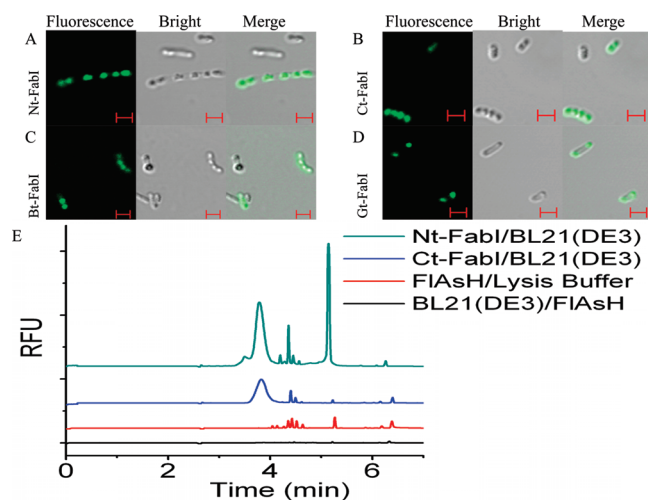 Fluorescence Bright Merge
Fluorescence Bright Merge
A
Nt-FabI
B
Ct-FabI
C
Bt-FabI
D
Gt-FabI
E
Nt-FabI/BL21(DE3)
Ct-FabI/BL21(DE3)
FlAsH/Lysis Buffer
BL21(DE3)/FlAsH
RFU
0 2 4 6
Time (min)